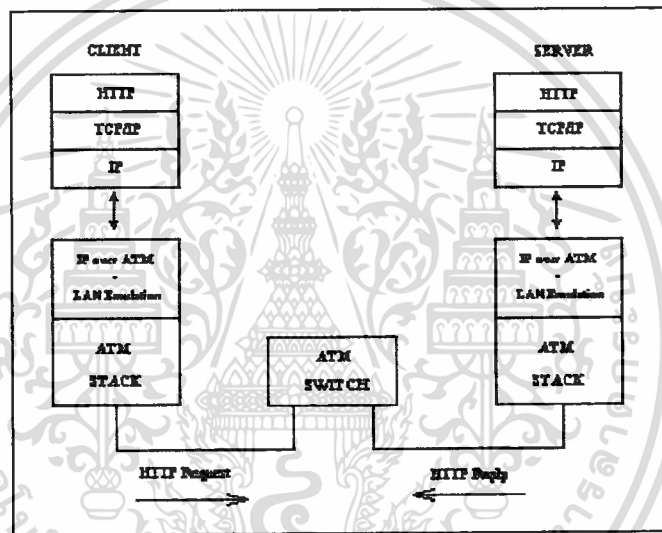 CLIENT
HTTP
TCP/IP
IP
IP over ATM
-
LAN Emulation
ATM
STACK
ATM
SWITCH
SERVER
HTTP
TCP/IP
IP
IP over ATM
-
LAN Emulation
ATM
STACK
HTTP Request
HTTP Reply